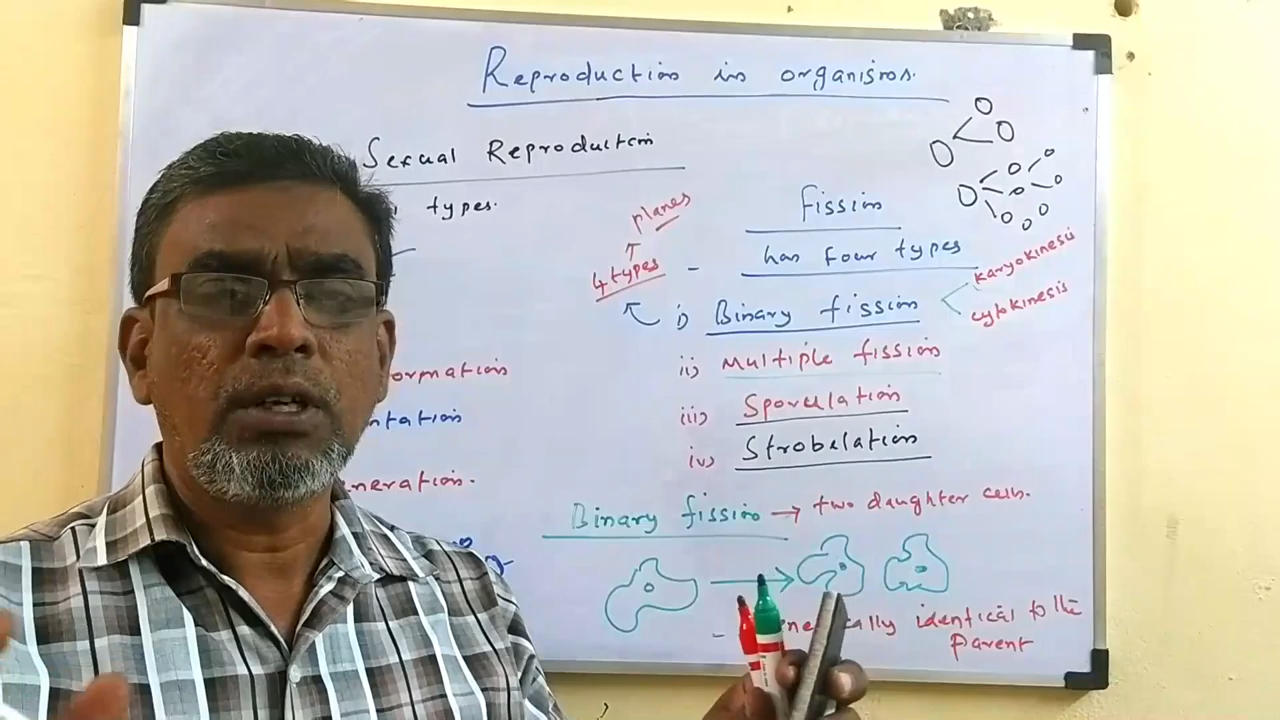 Reproduction in organisms.
Sexual Reproduction
types.
ormation
ntation
neration.
Fission
has four types
planes
4 types -
i) Binary fission
karyokinesis
cytokinesis
ii) Multiple fission
iii) Sporulation
iv) Strobelation
Binary fission → two daughter cells.
- netically identical to the
Parent